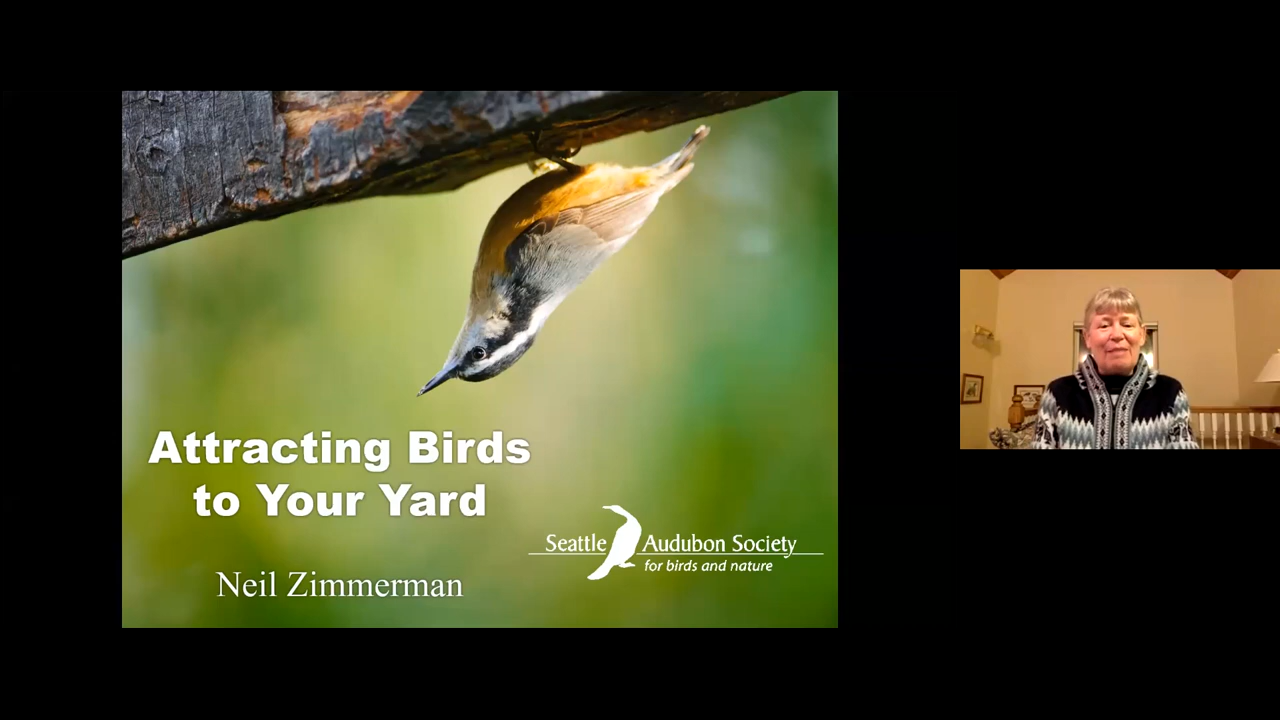 Attracting Birds
to Your Yard
Seattle Audubon Society
for birds and nature
Neil Zimmerman